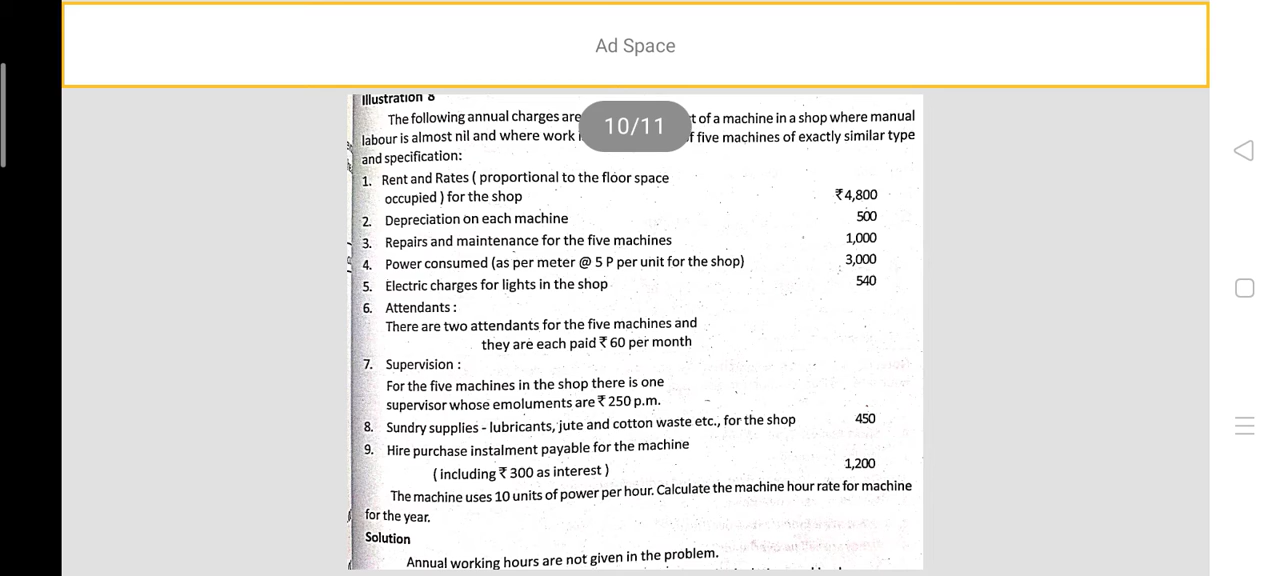 Ad Space
Illustration 8
The following annual charges are t of a machine in a shop where manual
labour is almost nil and where work f five machines of exactly similar type
and specification:
10/11
1. Rent and Rates ( proportional to the floor space
occupied ) for the shop ₹4,800
2. Depreciation on each machine 500
3. Repairs and maintenance for the five machines 1,000
4. Power consumed (as per meter @ 5 P per unit for the shop) 3,000
5. Electric charges for lights in the shop 540
6. Attendants :
There are two attendants for the five machines and
they are each paid ₹ 60 per month
7. Supervision :
For the five machines in the shop there is one
supervisor whose emoluments are ₹ 250 p.m.
8. Sundry supplies - lubricants, jute and cotton waste etc., for the shop 450
9. Hire purchase instalment payable for the machine
( including ₹ 300 as interest ) 1,200
The machine uses 10 units of power per hour. Calculate the machine hour rate for machine
for the year.
Solution
Annual working hours are not given in the problem.